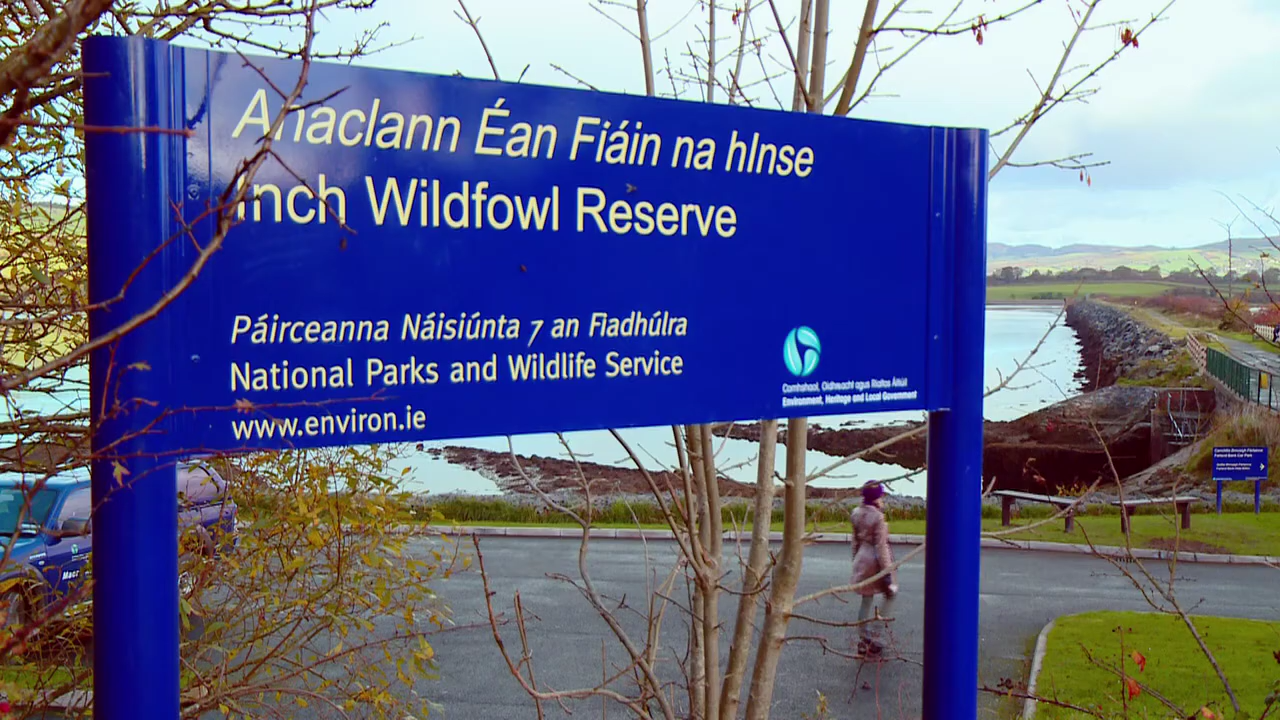 Anaclann Éan Fiáin na hInse
Inch Wildfowl Reserve
Páirceanna Náisiúnta ⁊ an Fiadhúlra
National Parks and Wildlife Service
www.environ.ie
Comhshaol, Oidhreacht agus Rialtas Áitiúil
Environment, Heritage and Local Government